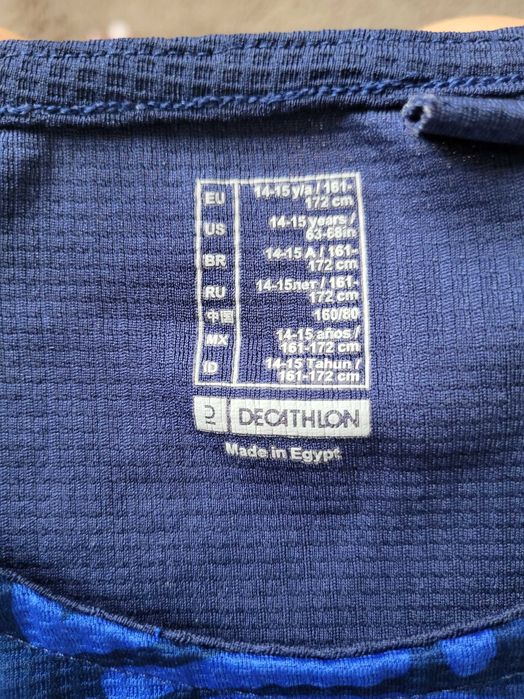 EU 14-15 y/a / 161-
172 cm
US 14-15 years /
63-68in
BR 14-15 A / 161-
172 cm
RU 14-15лет / 161-
172 cm
中国 160/80
MX 14-15 años /
161-172 cm
ID 14-15 Tahun /
161-172 cm
DECATHLON
Made in Egypt